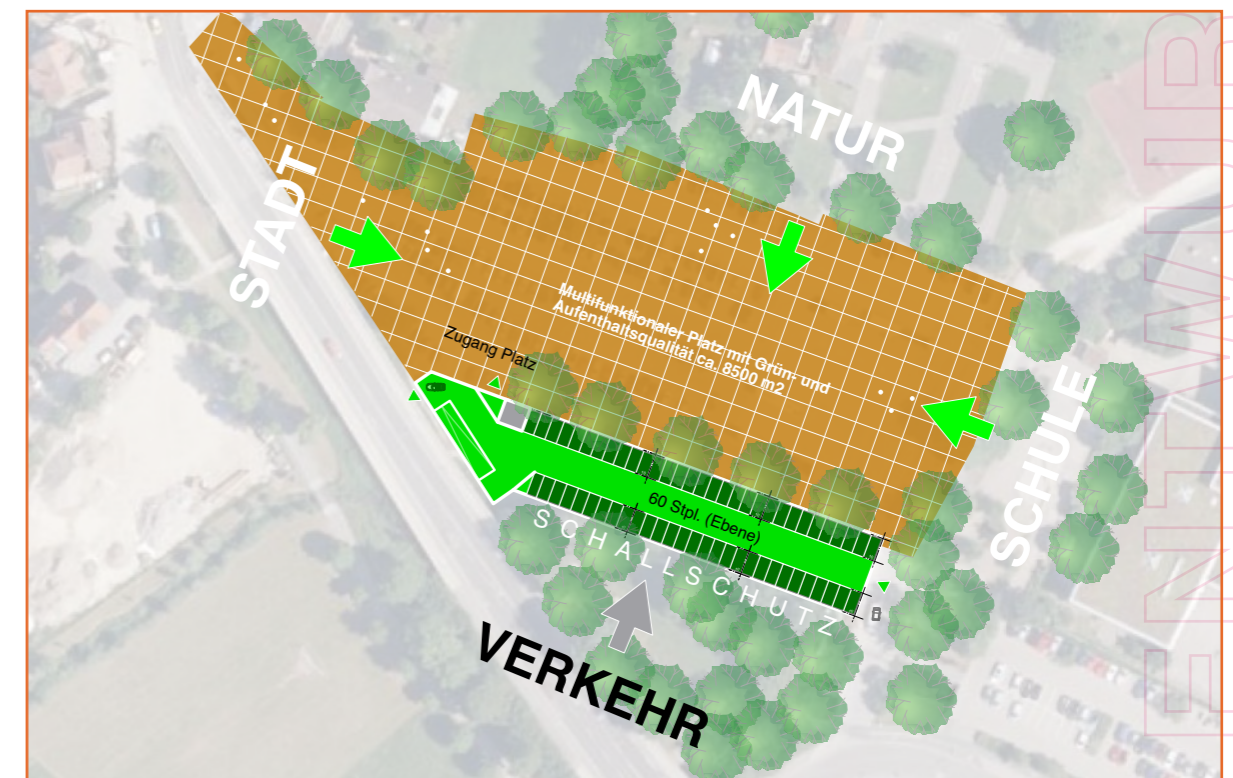 NATUR
STADT
Multifunktionaler Platz mit Grün- und
Aufenthaltsqualität ca. 8500 m2
Zugang Platz
SCHULE
60 Stpl. (Ebene)
SCHALLSCHUTZ
VERKEHR
ENTWURF